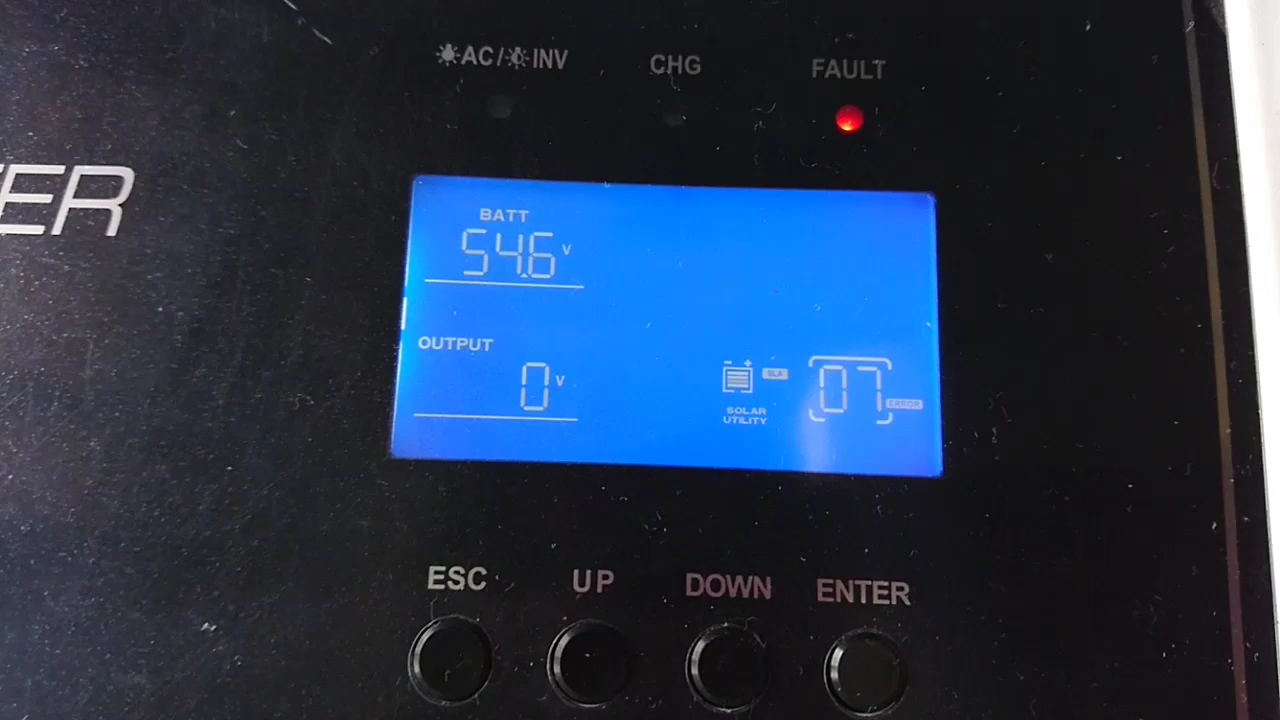 AC/ INV
CHG
FAULT
ER
BATT
54.6 V
OUTPUT
0 V
SLA
SOLAR
UTILITY
07
ERROR
ESC
UP
DOWN
ENTER